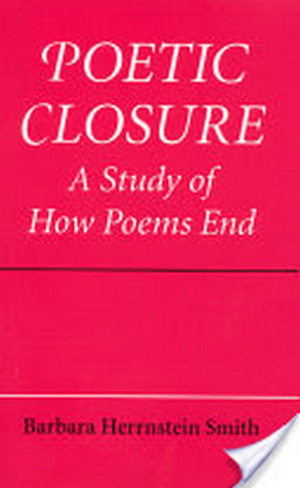 POETIC
CLOSURE
A Study of
How Poems End
Barbara Herrnstein Smith